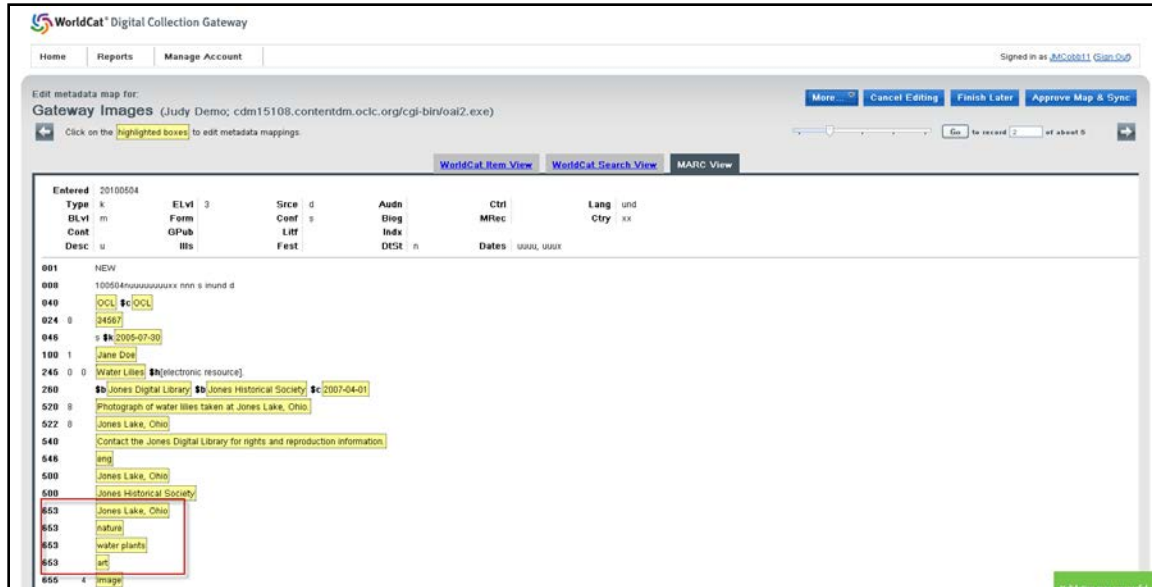 WorldCat® Digital Collection Gateway
Home Reports Manage Account Signed in as JMCobb11 (Sign Out)
Edit metadata map for:
Gateway Images (Judy Demo; cdm15108.contentdm.oclc.org/cgi-bin/oai2.exe)
More... Cancel Editing Finish Later Approve Map & Sync
Click on the highlighted boxes to edit metadata mappings.
Go to record 2 of about 5
WorldCat Item View WorldCat Search View MARC View
Entered 20100504
Type k ELvl 3 Srce d Audn Ctrl Lang und
BLvl m Form Conf s Biog MRec Ctry xx
Cont GPub Litf Indx
Desc u Ills Fest DtSt n Dates uuuu, uuux
001 NEW
008 100504nuuuuuuuuxx nnn s inund d
040 OCL $c OCL
024 8 34567
046 s $k 2005-07-30
100 1 Jane Doe
245 0 0 Water Lilies $h[electronic resource].
260 $b Jones Digital Library $b Jones Historical Society $c 2007-04-01
520 8 Photograph of water lilies taken at Jones Lake, Ohio.
522 8 Jones Lake, Ohio
540 Contact the Jones Digital Library for rights and reproduction information.
546 eng
500 Jones Lake, Ohio
500 Jones Historical Society
653 Jones Lake, Ohio
653 nature
653 water plants
653 art
655 4 image